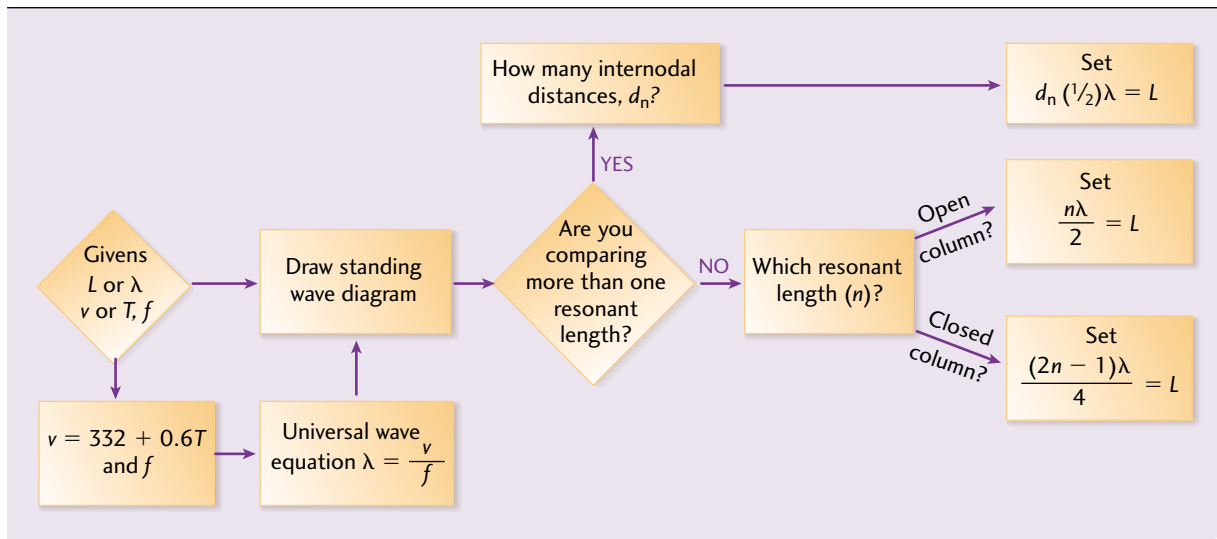 How many internodal
distances, dₙ?
Set
dₙ (¹/₂)λ = L
YES
Givens
L or λ
v or T, f
Draw standing
wave diagram
Are you
comparing
more than one
resonant
length?
NO
Which resonant
length (n)?
Open
column?
Set
nλ
2
= L
Closed
column?
Set
(2n − 1)λ
4
= L
v = 332 + 0.6T
and f
Universal wave
equation λ = v
f